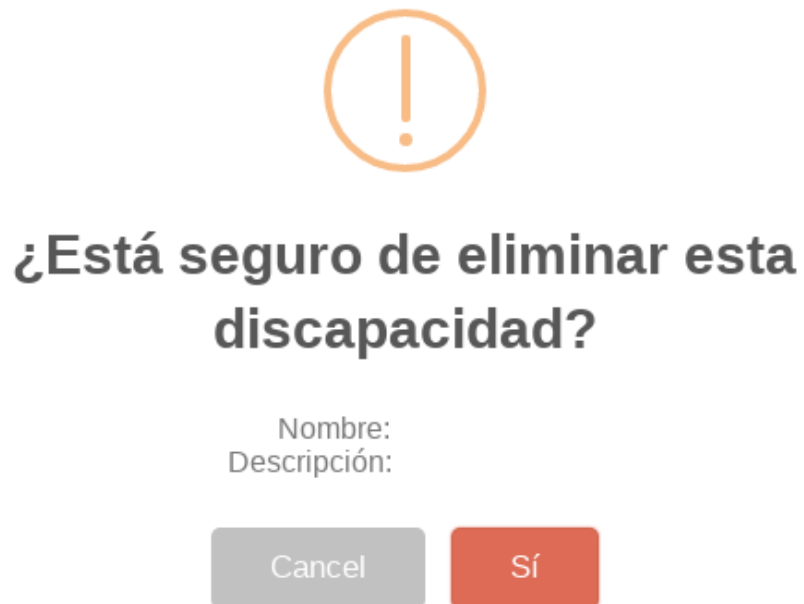 ¿Está seguro de eliminar esta
discapacidad?
Nombre:
Descripción:
Cancel Sí